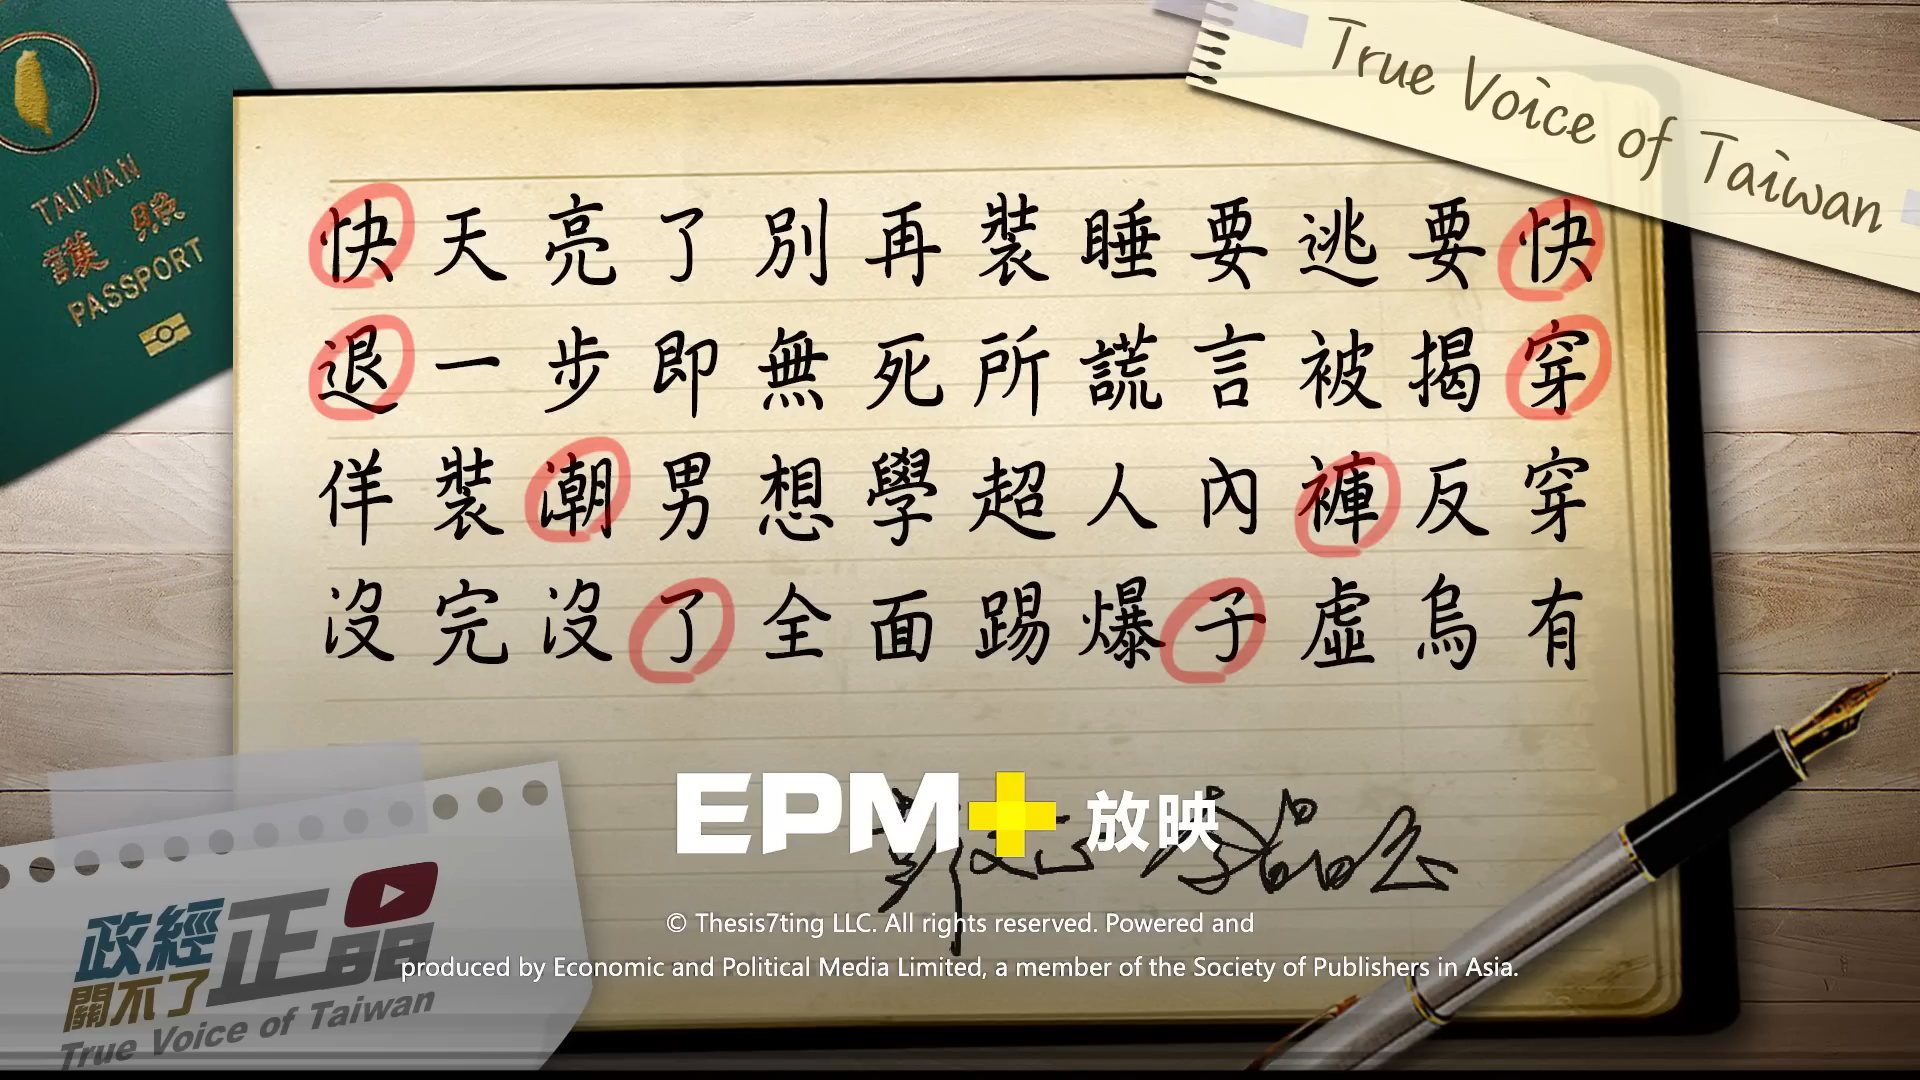 True Voice of Taiwan
TAIWAN
護照
PASSPORT
快天亮了別再裝睡要逃要快
退一步即無死所謊言被揭穿
佯裝潮男想學超人內褲反穿
沒完沒了全面踢爆子虛烏有
EPM+ 放映
© Thesis7ting LLC. All rights reserved. Powered and
produced by Economic and Political Media Limited, a member of the Society of Publishers in Asia.
政經
關不了
正晶
True Voice of Taiwan